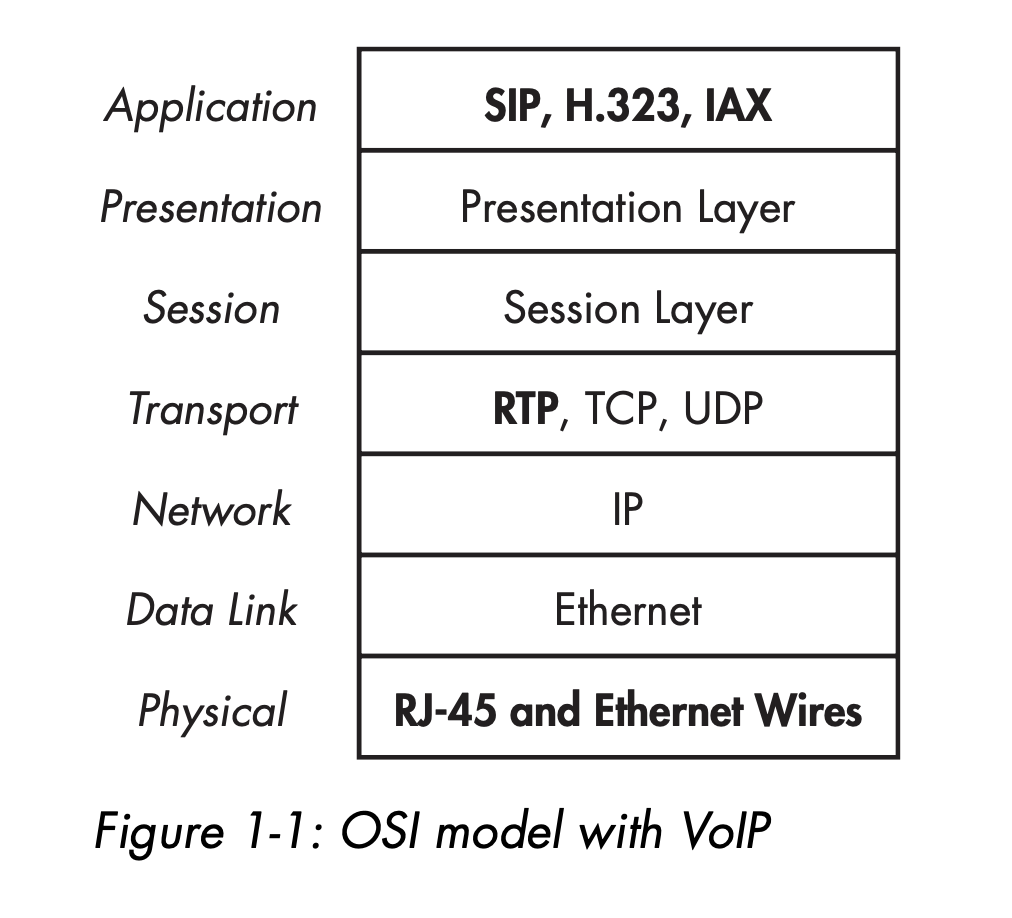 Application SIP, H.323, IAX
Presentation Presentation Layer
Session Session Layer
Transport RTP, TCP, UDP
Network IP
Data Link Ethernet
Physical RJ-45 and Ethernet Wires
Figure 1-1: OSI model with VoIP